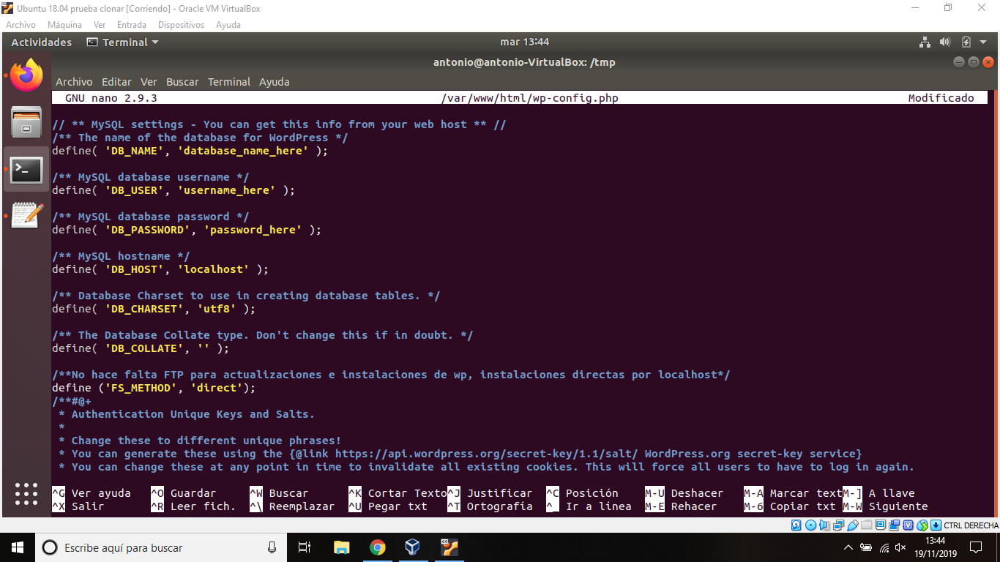 Ubuntu 18.04 prueba clonar [Corriendo] - Oracle VM VirtualBox
Archivo Máquina Ver Entrada Dispositivos Ayuda
Actividades Terminal mar 13:44
antonio@antonio-VirtualBox: /tmp
Archivo Editar Ver Buscar Terminal Ayuda
GNU nano 2.9.3 /var/www/html/wp-config.php Modificado
// ** MySQL settings - You can get this info from your web host ** //
/** The name of the database for WordPress */
define( 'DB_NAME', 'database_name_here' );
/** MySQL database username */
define( 'DB_USER', 'username_here' );
/** MySQL database password */
define( 'DB_PASSWORD', 'password_here' );
/** MySQL hostname */
define( 'DB_HOST', 'localhost' );
/** Database Charset to use in creating database tables. */
define( 'DB_CHARSET', 'utf8' );
/** The Database Collate type. Don't change this if in doubt. */
define( 'DB_COLLATE', '' );
/**No hace falta FTP para actualizaciones e instalaciones de wp, instalaciones directas por localhost*/
define ('FS_METHOD', 'direct');
/**#@+
 * Authentication Unique Keys and Salts.
 *
 * Change these to different unique phrases!
 * You can generate these using the {@link https://api.wordpress.org/secret-key/1.1/salt/ WordPress.org secret-key service}
 * You can change these at any point in time to invalidate all existing cookies. This will force all users to have to log in again.
^G Ver ayuda ^O Guardar ^W Buscar ^K Cortar Texto ^J Justificar ^C Posición M-U Deshacer M-A Marcar text M-] A llave
^X Salir ^R Leer fich. ^\ Reemplazar ^U Pegar txt ^T Ortografía ^_ Ir a línea M-E Rehacer M-6 Copiar txt M-W Siguiente
CTRL DERECHA
Escribe aquí para buscar
64
13:44
19/11/2019